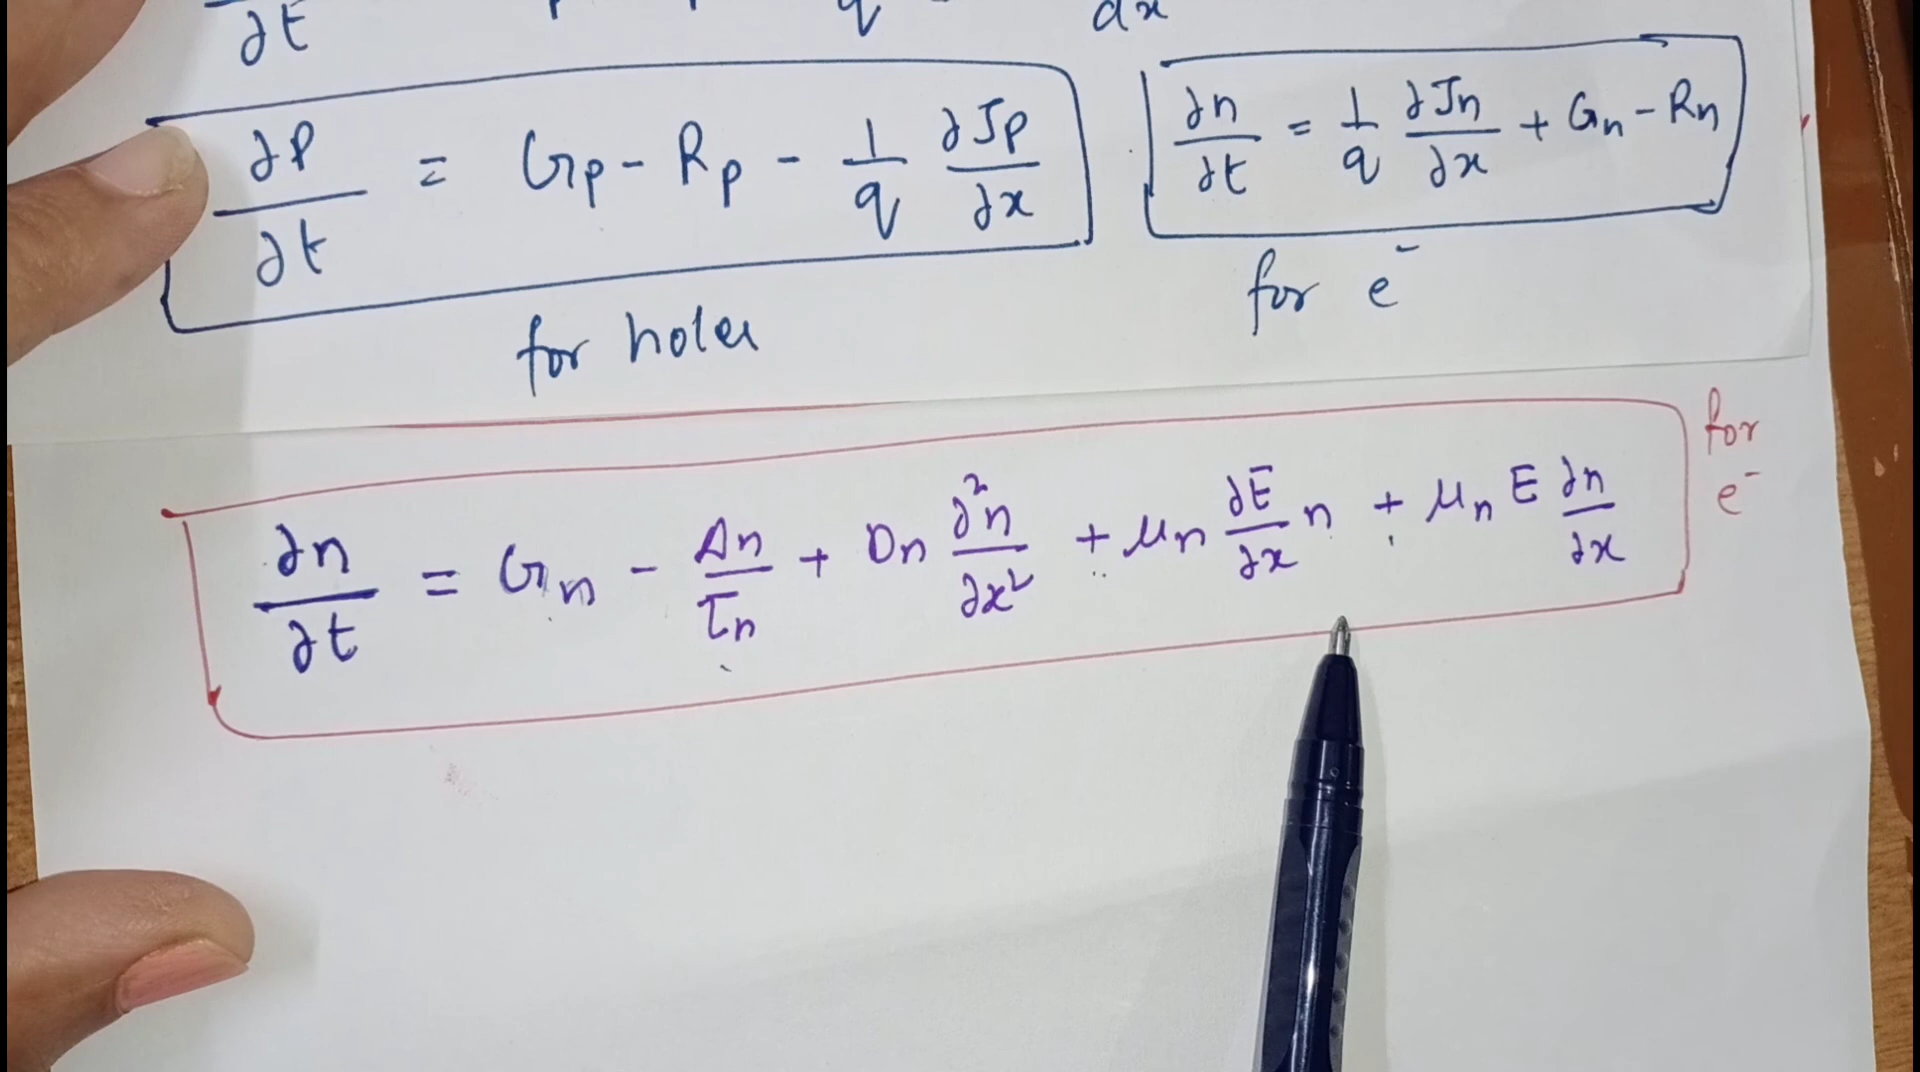 ∂t q dx
∂P/∂t = Gp - Rp - 1/q ∂Jp/∂x
∂n/∂t = 1/q ∂Jn/∂x + Gn - Rn
for holes
for e⁻
∂n/∂t = Gn - Δn/τn + Dn ∂²n/∂x² + μn ∂E/∂x n + μn E ∂n/∂x
for e⁻